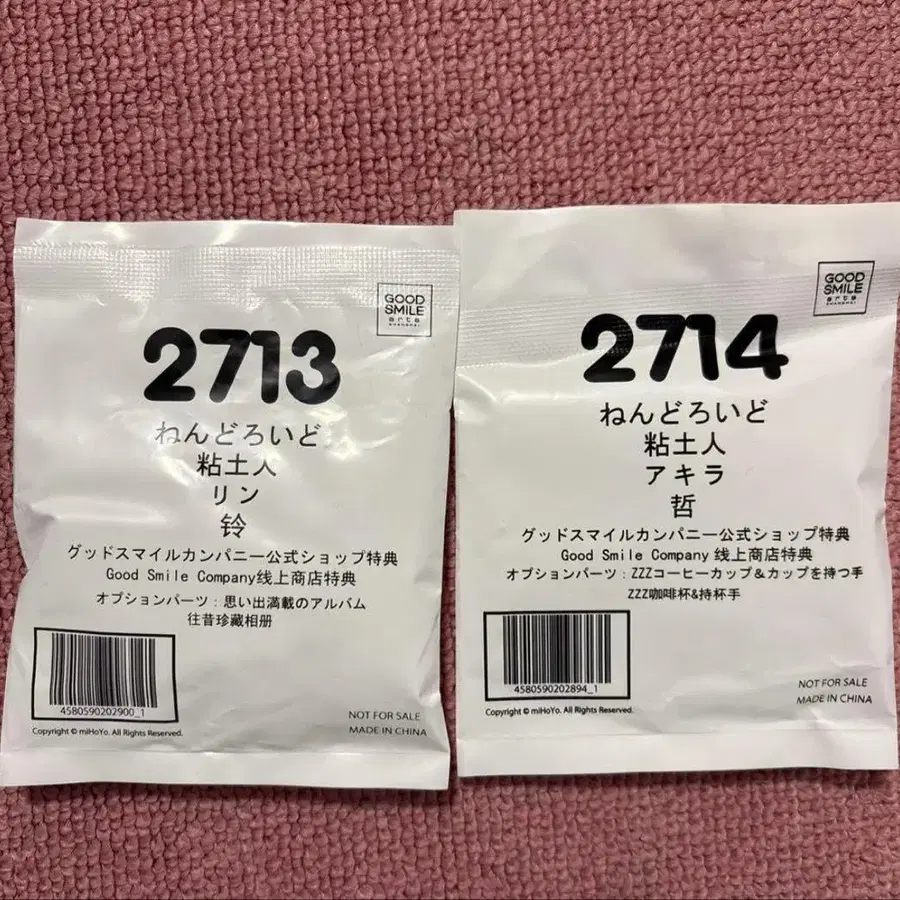 GOOD
SMILE
arts
SHANGHAI
2713
ねんどろいど
粘土人
リン
铃
グッドスマイルカンパニー公式ショップ特典
Good Smile Company线上商店特典
オプションパーツ：思い出満載のアルバム
往昔珍藏相册
4580590202900_1
Copyright © miHoYo. All Rights Reserved.
NOT FOR SALE
MADE IN CHINA
GOOD
SMILE
arts
SHANGHAI
2714
ねんどろいど
粘土人
アキラ
哲
グッドスマイルカンパニー公式ショップ特典
Good Smile Company 线上商店特典
オプションパーツ：ZZZコーヒーカップ＆カップを持つ手
ZZZ咖啡杯&持杯手
4580590202894_1
Copyright © miHoYo. All Rights Reserved.
NOT FOR SALE
MADE IN CHINA